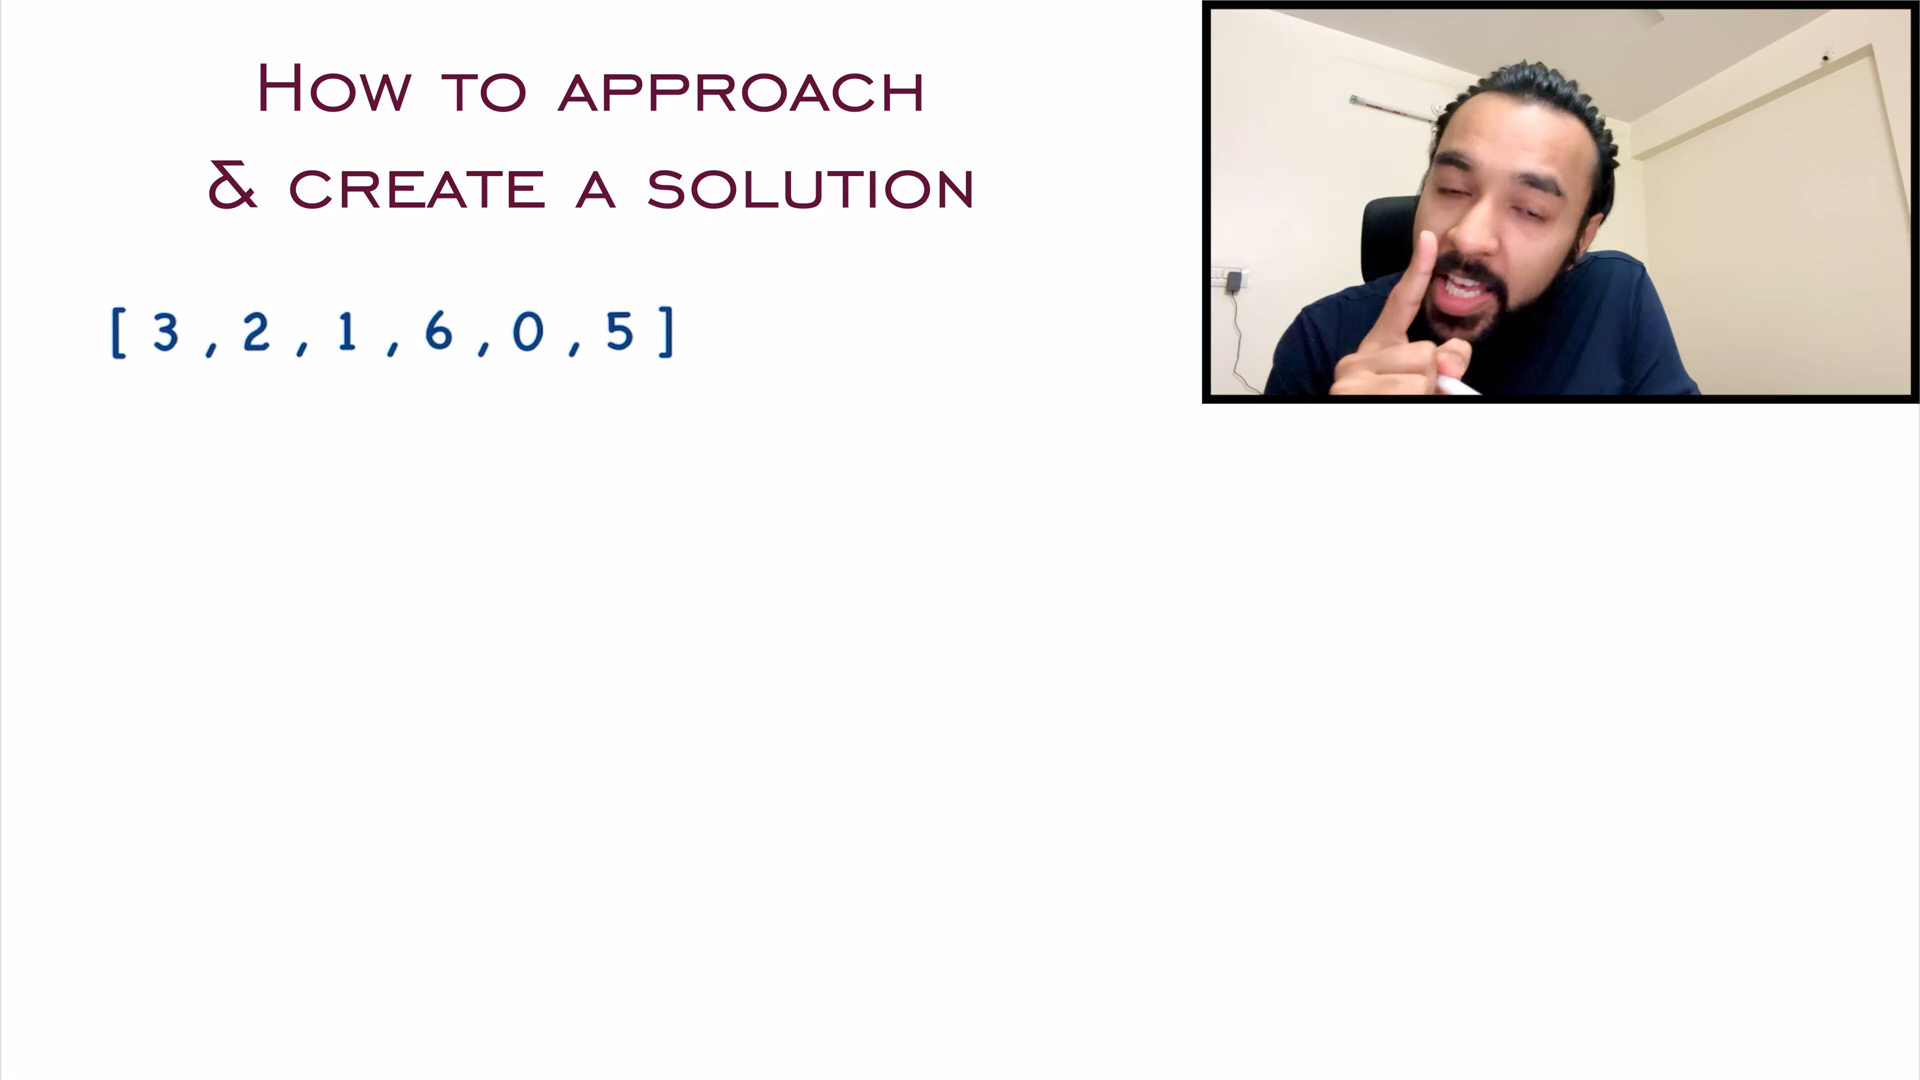 How to approach
& create a solution
[ 3 , 2 , 1 , 6 , 0 , 5 ]